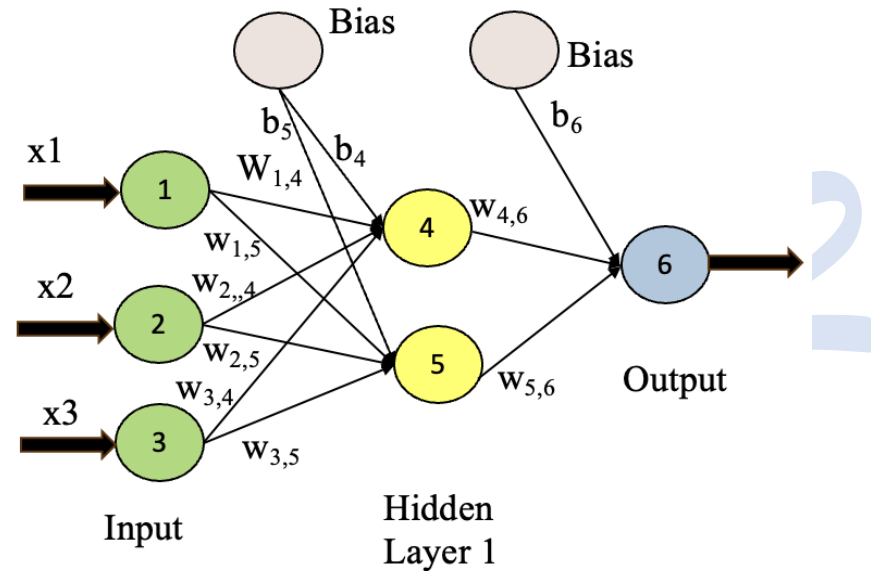 Bias
Bias
b5
b4
b6
x1
1
W1,4
w1,5
4
w4,6
6
x2
2
w2,,4
w2,5
5
w5,6
Output
x3
3
w3,4
w3,5
Input
Hidden
Layer 1